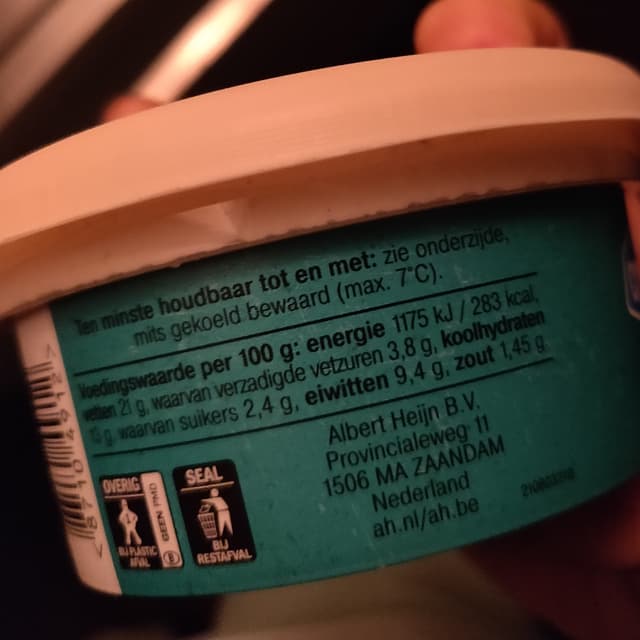 Ten minste houdbaar tot en met: zie onderzijde,
mits gekoeld bewaard (max. 7°C).
Voedingswaarde per 100 g: energie 1175 kJ / 283 kcal,
vetten 21 g, waarvan verzadigde vetzuren 3,8 g, koolhydraten
g, waarvan suikers 2,4 g, eiwitten 9,4 g, zout 1,45 g
Albert Heijn B.V.
Provincialeweg 11
1506 MA ZAANDAM
Nederland
ah.nl/ah.be
OVERIG
GEEN PMD
BIJ PLASTIC
AFVAL
SEAL
BIJ
RESTAFVAL